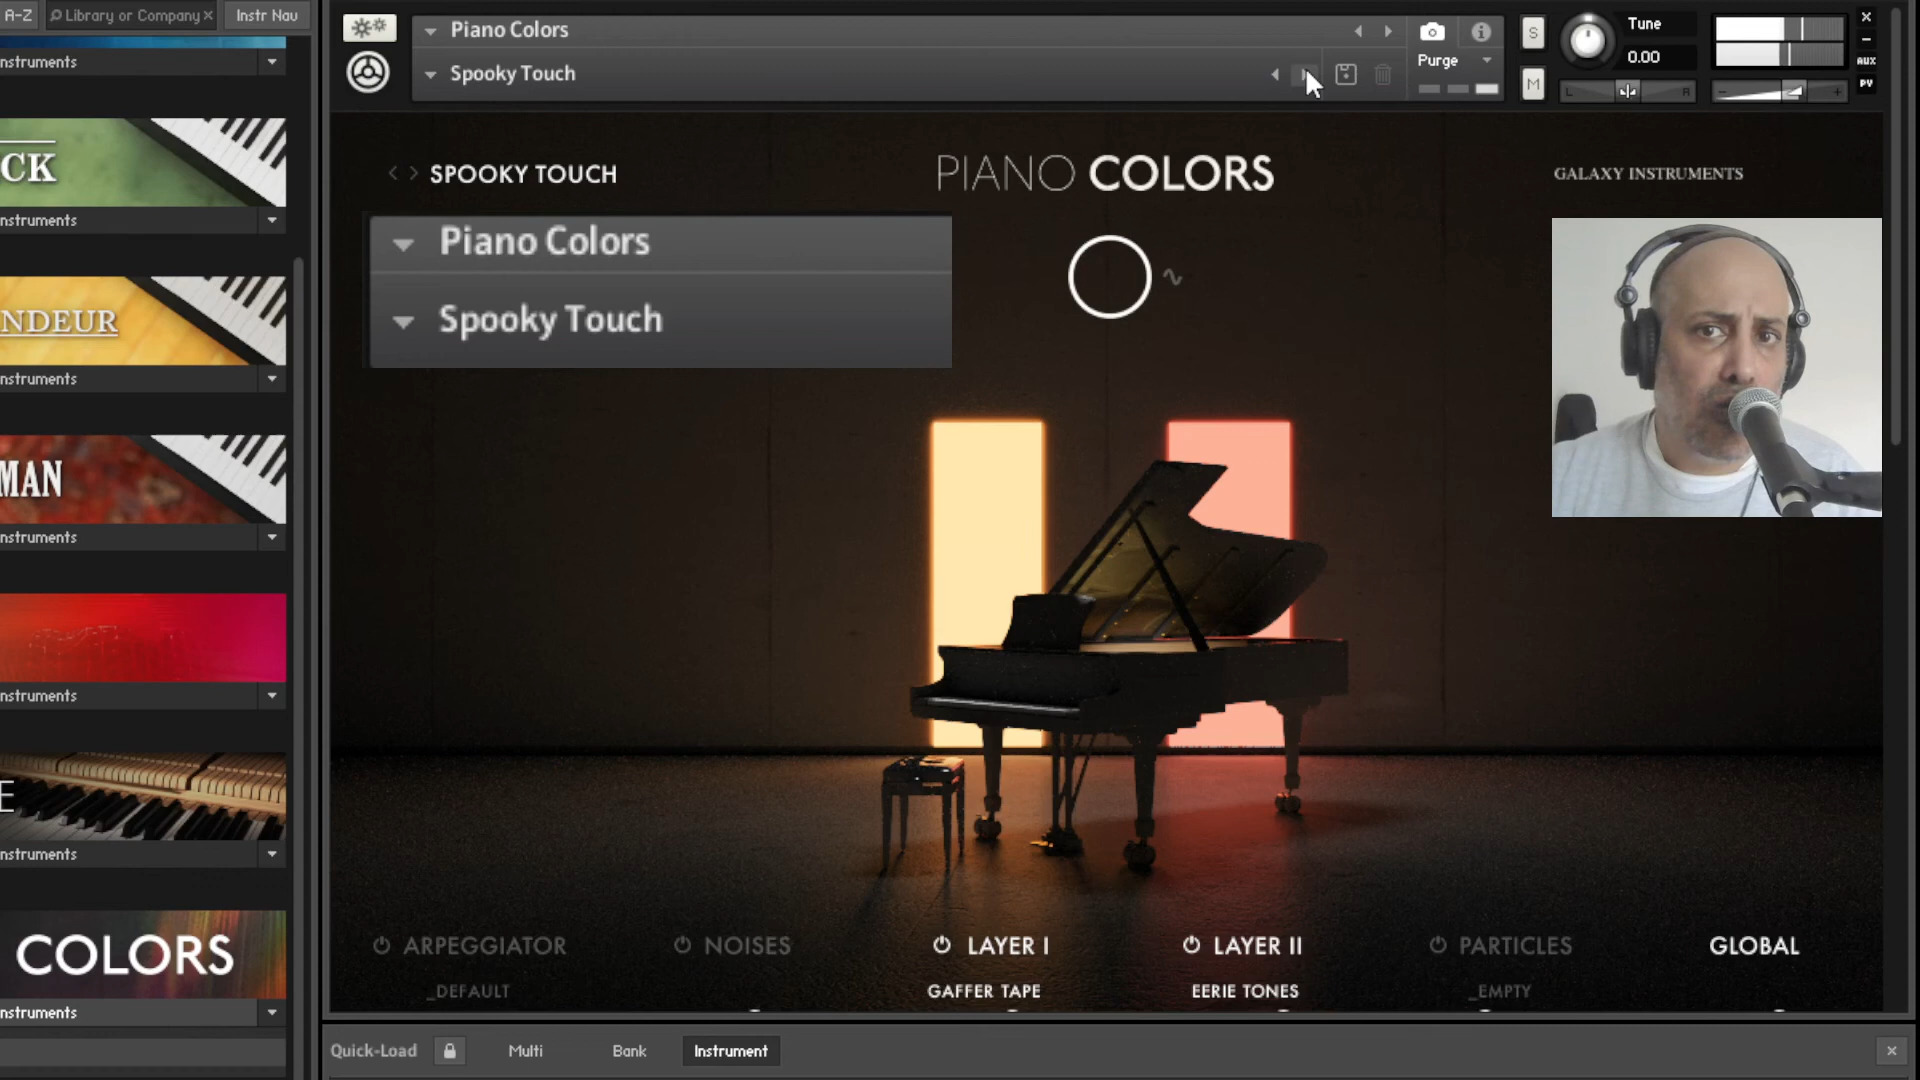 A-Z
Library or Company
Instr Nav
Piano Colors
Spooky Touch
Purge
S
M
Tune
0.00
L
R
AUX
PV
nstruments
CK
nstruments
NDEUR
nstruments
MAN
nstruments
nstruments
E
nstruments
COLORS
nstruments
SPOOKY TOUCH
PIANO COLORS
GALAXY INSTRUMENTS
Piano Colors
Spooky Touch
ARPEGGIATOR
NOISES
LAYER I
LAYER II
PARTICLES
GLOBAL
_DEFAULT
GAFFER TAPE
EERIE TONES
_EMPTY
Quick-Load
Multi
Bank
Instrument